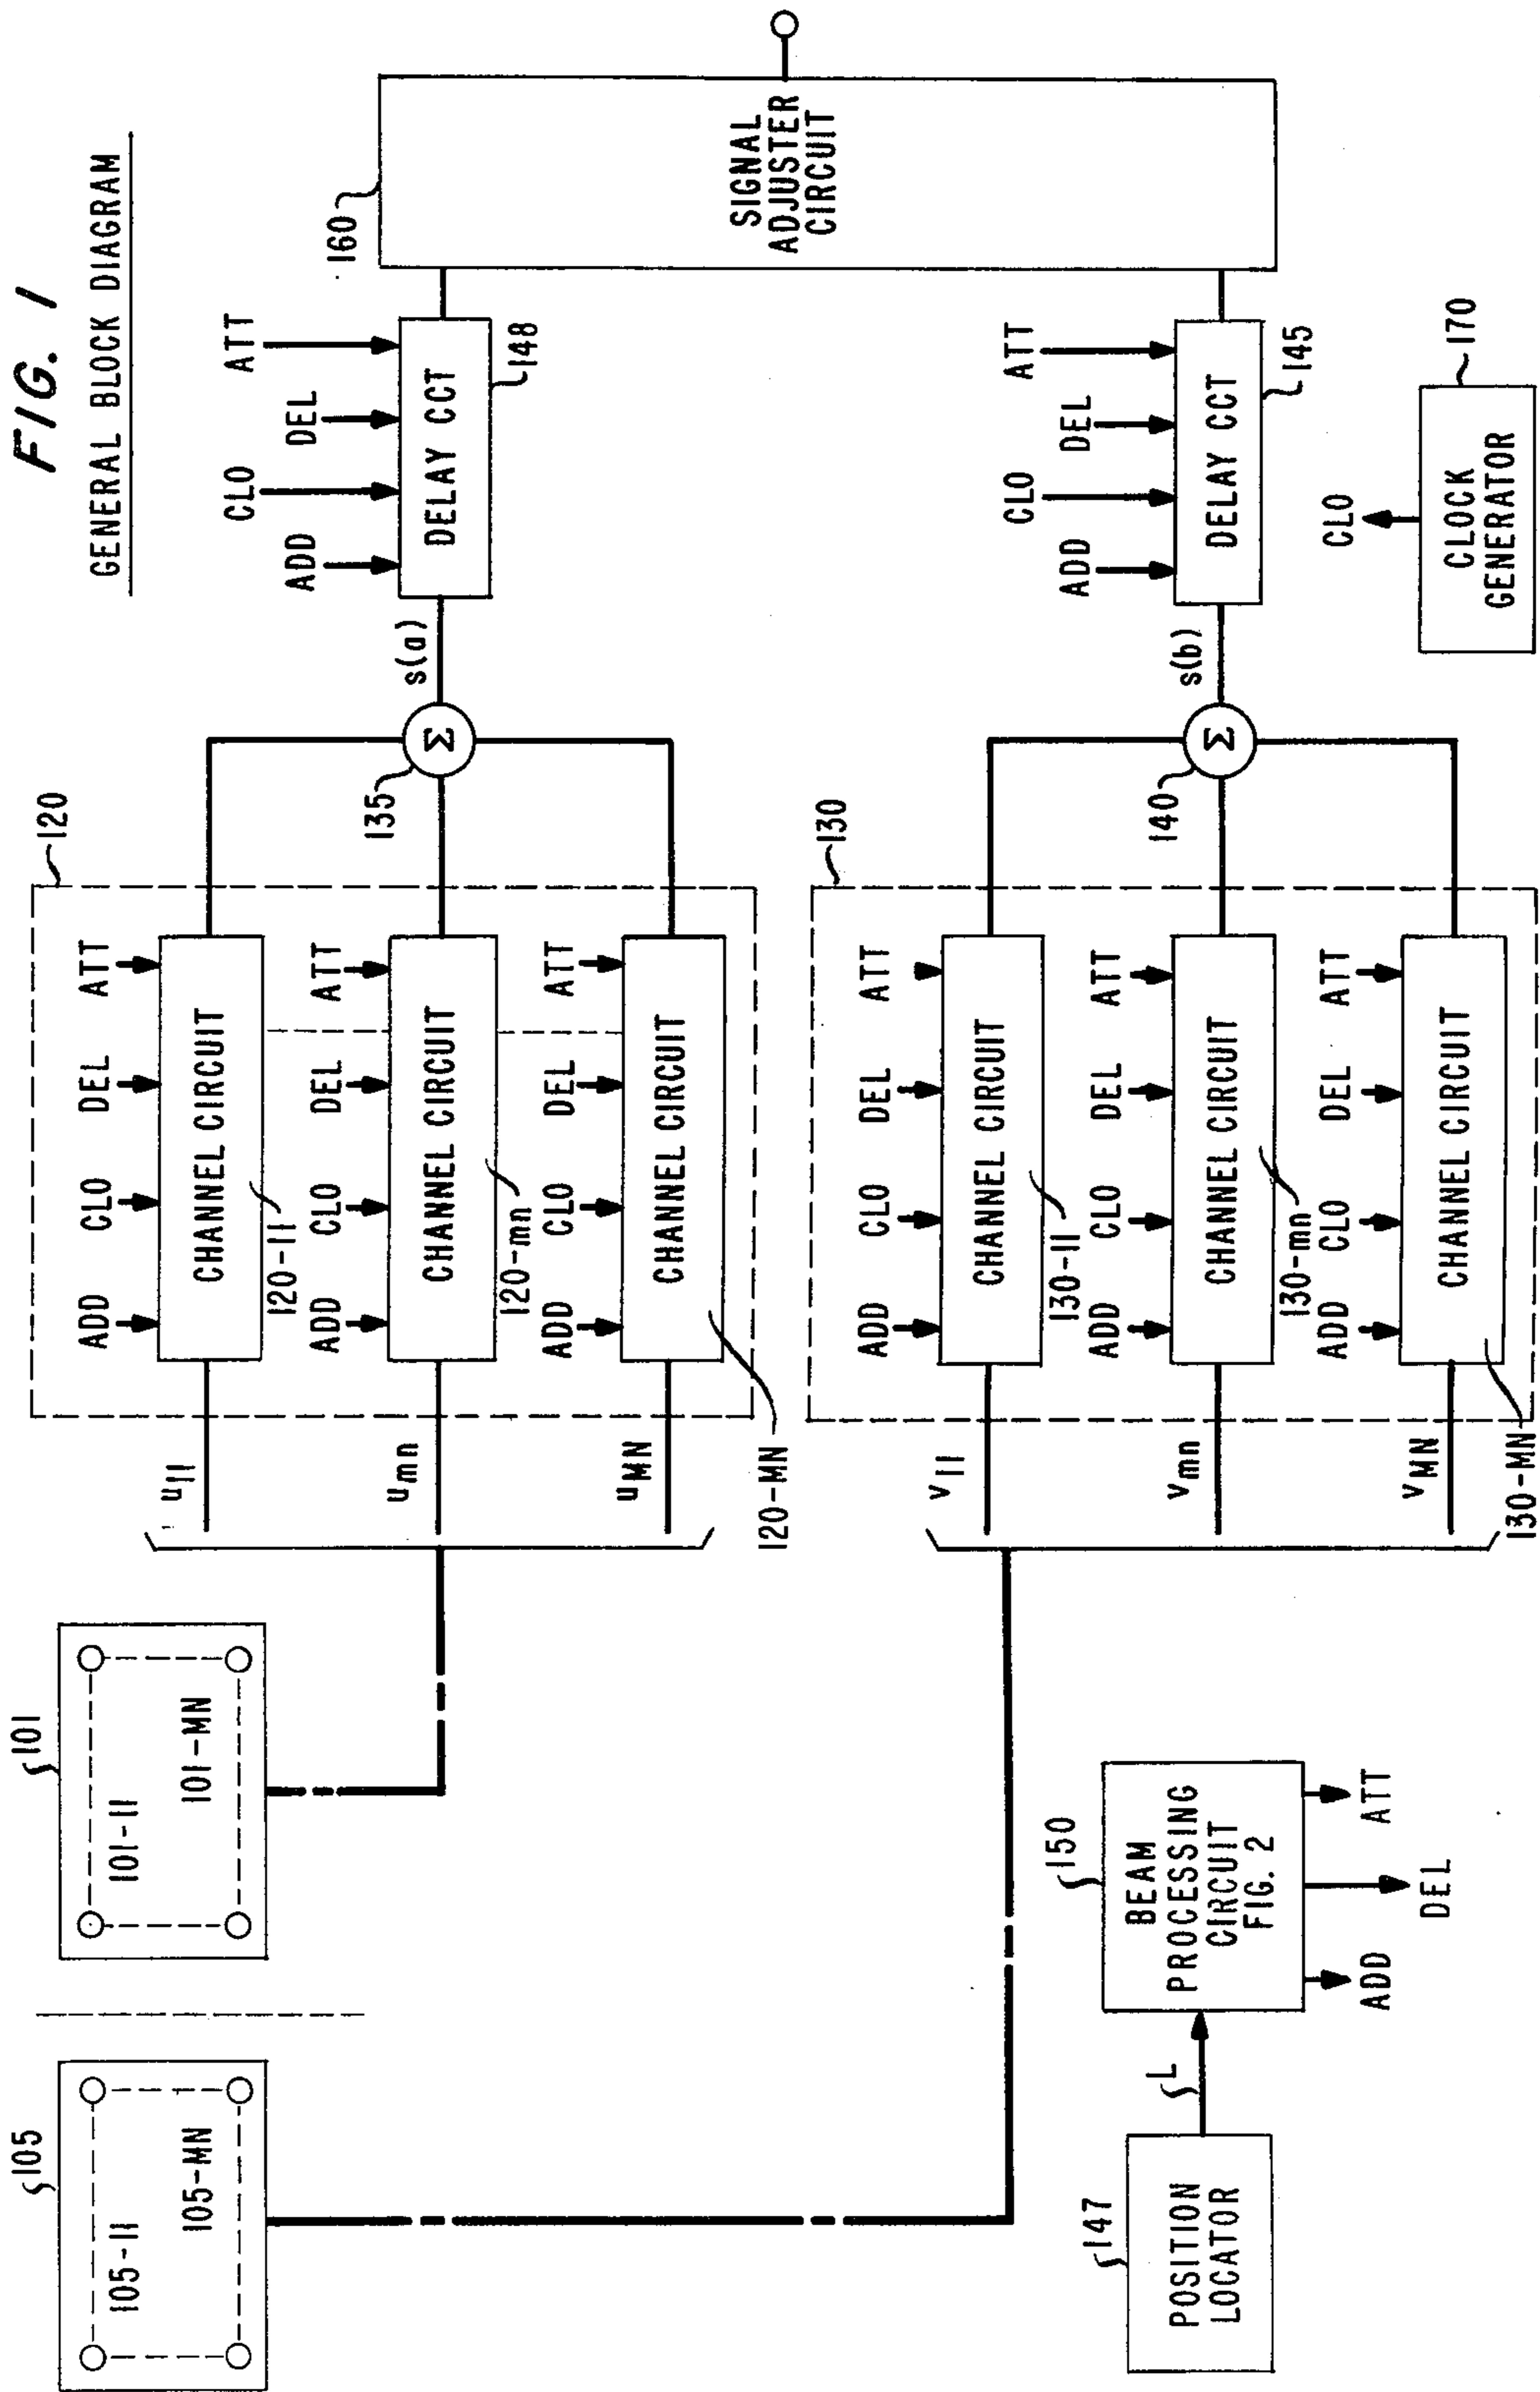 FIG. 1
GENERAL BLOCK DIAGRAM
105
105-11
105-MN
101
101-11
101-MN
u11
umn
uMN
120
ADD CLO DEL ATT
CHANNEL CIRCUIT
120-11
ADD CLO DEL ATT
CHANNEL CIRCUIT
120-mn
ADD CLO DEL ATT
CHANNEL CIRCUIT
120-MN
135
Σ
s(a)
ADD CLO DEL ATT
DELAY CCT
148
160
SIGNAL
ADJUSTER
CIRCUIT
v11
vmn
vMN
130
ADD CLO DEL ATT
CHANNEL CIRCUIT
130-11
ADD CLO DEL ATT
CHANNEL CIRCUIT
130-mn
ADD CLO DEL ATT
CHANNEL CIRCUIT
130-MN
140
Σ
s(b)
ADD CLO DEL ATT
DELAY CCT
145
147
POSITION
LOCATOR
L
150
BEAM
PROCESSING
CIRCUIT
FIG. 2
ADD DEL ATT
CLO
CLOCK
GENERATOR
170